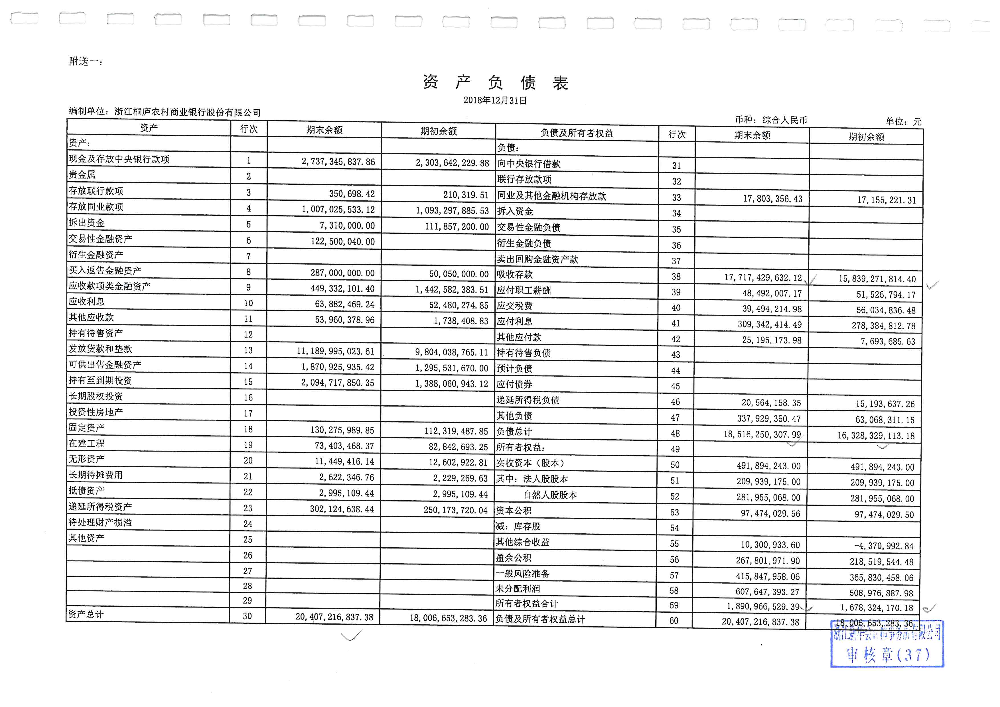 附送一：
资 产 负 债 表
2018年12月31日
编制单位：浙江桐庐农村商业银行股份有限公司 币种：综合人民币 单位：元
资产 行次 期末余额 期初余额 负债及所有者权益 行次 期末余额 期初余额
资产： 负债：
现金及存放中央银行款项 1 2,737,345,837.86 2,303,642,229.88 向中央银行借款 31
贵金属 2 联行存放款项 32
存放联行款项 3 350,698.42 210,319.51 同业及其他金融机构存放款 33 17,803,356.43 17,155,221.31
存放同业款项 4 1,007,025,533.12 1,093,297,885.53 拆入资金 34
拆出资金 5 7,310,000.00 111,857,200.00 交易性金融负债 35
交易性金融资产 6 122,500,040.00 衍生金融负债 36
衍生金融资产 7 卖出回购金融资产款 37
买入返售金融资产 8 287,000,000.00 50,050,000.00 吸收存款 38 17,717,429,632.12 15,839,271,814.40
应收款项类金融资产 9 449,332,101.40 1,442,582,383.51 应付职工薪酬 39 48,492,007.17 51,526,794.17
应收利息 10 63,882,469.24 52,480,274.85 应交税费 40 39,494,214.98 56,034,836.48
其他应收款 11 53,960,378.96 1,738,408.83 应付利息 41 309,342,414.49 278,384,812.78
持有待售资产 12 其他应付款 42 25,195,173.98 7,693,685.63
发放贷款和垫款 13 11,189,995,023.61 9,804,038,765.11 持有待售负债 43
可供出售金融资产 14 1,870,925,935.42 1,295,531,670.00 预计负债 44
持有至到期投资 15 2,094,717,850.35 1,388,060,943.12 应付债券 45
长期股权投资 16 递延所得税负债 46 20,564,158.35 15,193,637.26
投资性房地产 17 其他负债 47 337,929,350.47 63,068,311.15
固定资产 18 130,275,989.85 112,319,487.85 负债总计 48 18,516,250,307.99 16,328,329,113.18
在建工程 19 73,403,468.37 82,842,693.25 所有者权益： 49
无形资产 20 11,449,416.14 12,602,922.81 实收资本（股本） 50 491,894,243.00 491,894,243.00
长期待摊费用 21 2,622,346.76 2,229,269.63 其中：法人股股本 51 209,939,175.00 209,939,175.00
抵债资产 22 2,995,109.44 2,995,109.44 自然人股股本 52 281,955,068.00 281,955,068.00
递延所得税资产 23 302,124,638.44 250,173,720.04 资本公积 53 97,474,029.56 97,474,029.50
待处理财产损溢 24 减：库存股 54
其他资产 25 其他综合收益 55 10,300,933.60 -4,370,992.84
26 盈余公积 56 267,801,971.90 218,519,544.48
27 一般风险准备 57 415,847,958.06 365,830,458.06
28 未分配利润 58 607,647,393.27 508,976,887.98
29 所有者权益合计 59 1,890,966,529.39 1,678,324,170.18
资产总计 30 20,407,216,837.38 18,006,653,283.36 负债及所有者权益总计 60 20,407,216,837.38 18,006,653,283.36
浙江新华会计师事务所有限公司
审核章(37)